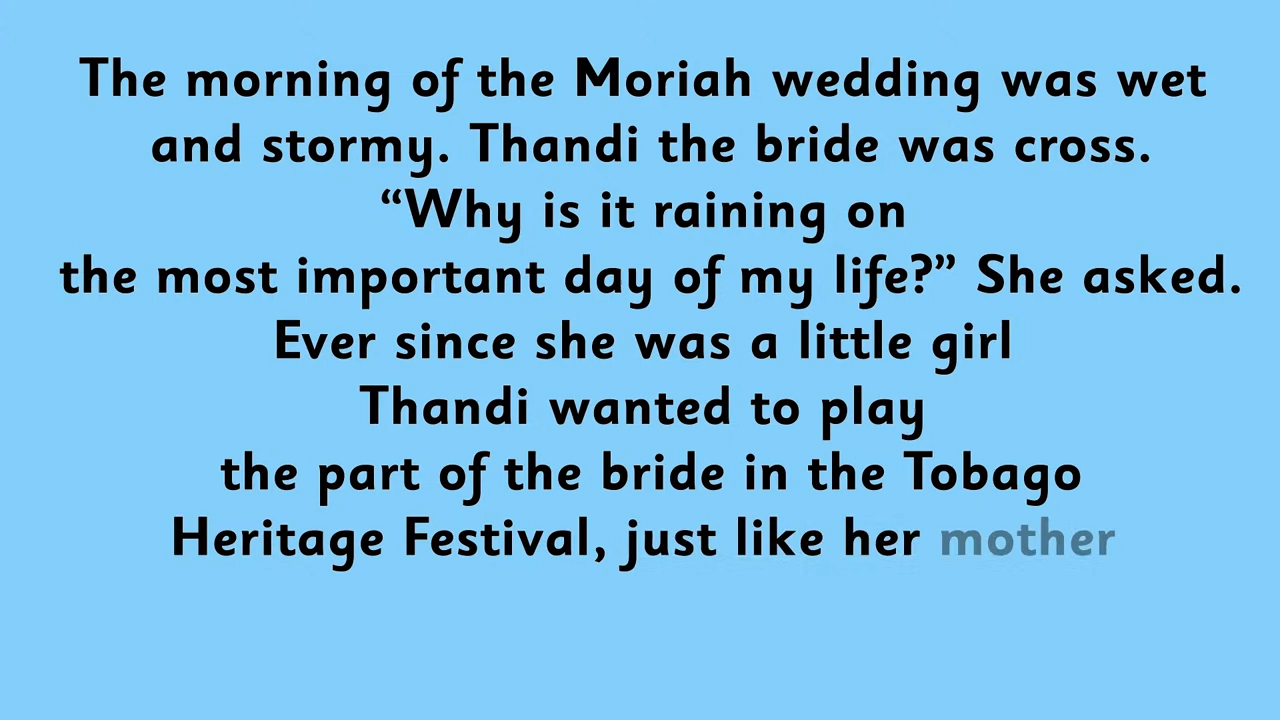 The morning of the Moriah wedding was wet
and stormy. Thandi the bride was cross.
“Why is it raining on
the most important day of my life?” She asked.
Ever since she was a little girl
Thandi wanted to play
the part of the bride in the Tobago
Heritage Festival, just like her mother